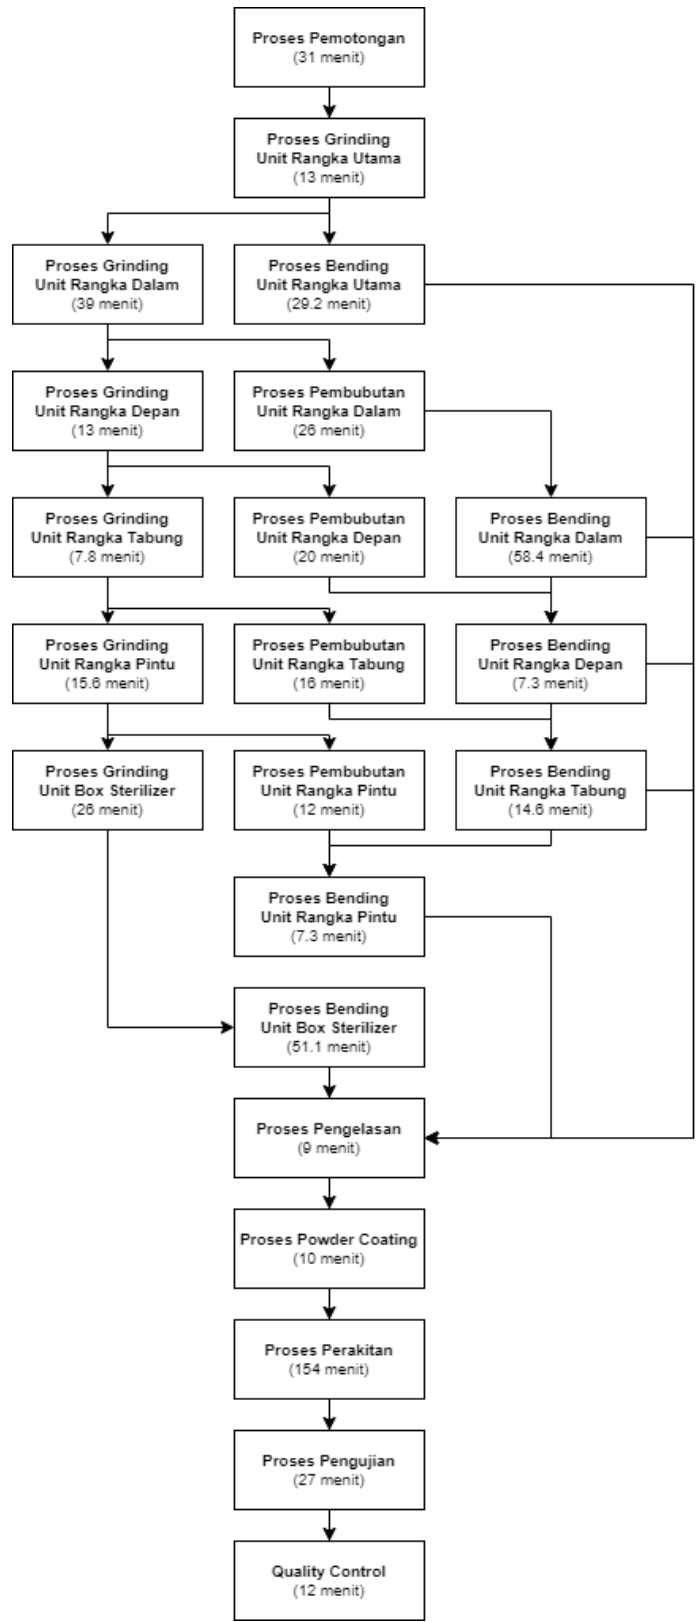 Proses Pemotongan
(31 menit)
Proses Grinding
Unit Rangka Utama
(13 menit)
Proses Grinding
Unit Rangka Dalam
(39 menit)
Proses Bending
Unit Rangka Utama
(29.2 menit)
Proses Grinding
Unit Rangka Depan
(13 menit)
Proses Pembubutan
Unit Rangka Dalam
(26 menit)
Proses Grinding
Unit Rangka Tabung
(7.8 menit)
Proses Pembubutan
Unit Rangka Depan
(20 menit)
Proses Bending
Unit Rangka Dalam
(58.4 menit)
Proses Grinding
Unit Rangka Pintu
(15.6 menit)
Proses Pembubutan
Unit Rangka Tabung
(16 menit)
Proses Bending
Unit Rangka Depan
(7.3 menit)
Proses Grinding
Unit Box Sterilizer
(26 menit)
Proses Pembubutan
Unit Rangka Pintu
(12 menit)
Proses Bending
Unit Rangka Tabung
(14.6 menit)
Proses Bending
Unit Rangka Pintu
(7.3 menit)
Proses Bending
Unit Box Sterilizer
(51.1 menit)
Proses Pengelasan
(9 menit)
Proses Powder Coating
(10 menit)
Proses Perakitan
(154 menit)
Proses Pengujian
(27 menit)
Quality Control
(12 menit)